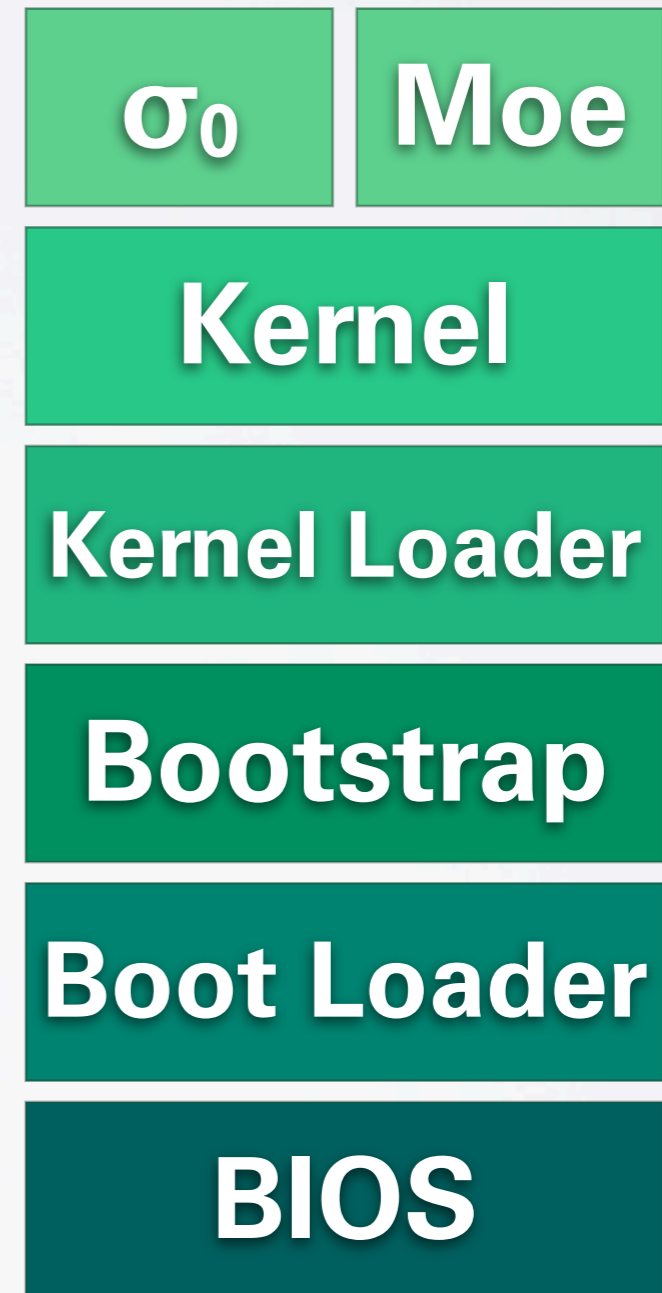 σ₀ Moe
Kernel
Kernel Loader
Bootstrap
Boot Loader
BIOS